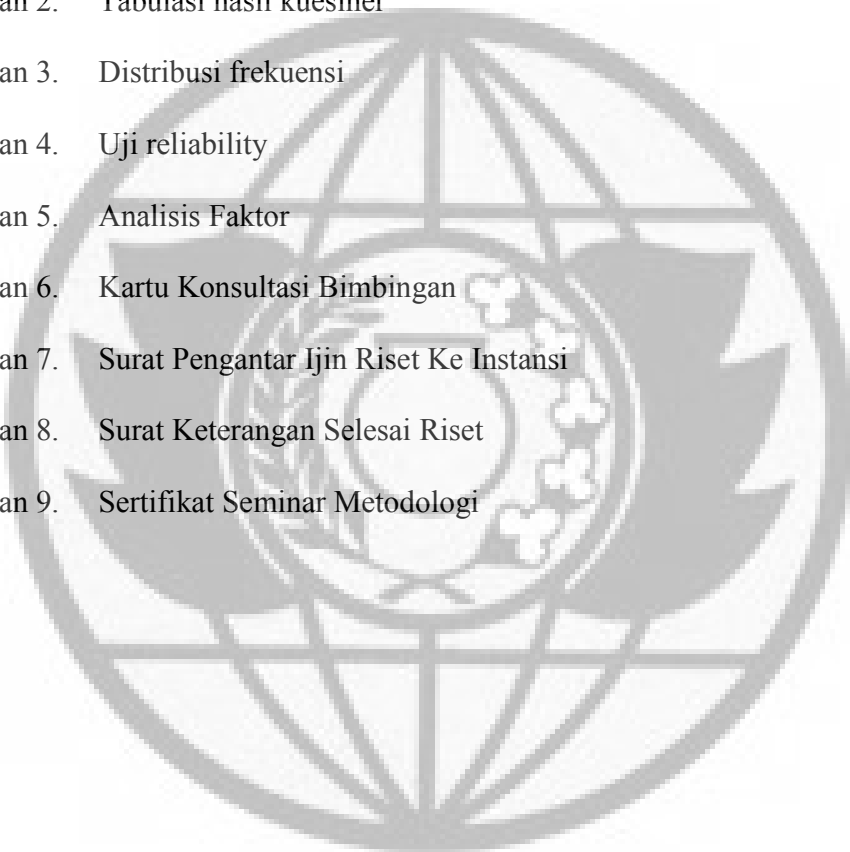 an 2. Tabulasi hasil kuesiner
an 3. Distribusi frekuensi
an 4. Uji reliability
an 5. Analisis Faktor
an 6. Kartu Konsultasi Bimbingan
an 7. Surat Pengantar Ijin Riset Ke Instansi
an 8. Surat Keterangan Selesai Riset
an 9. Sertifikat Seminar Metodologi